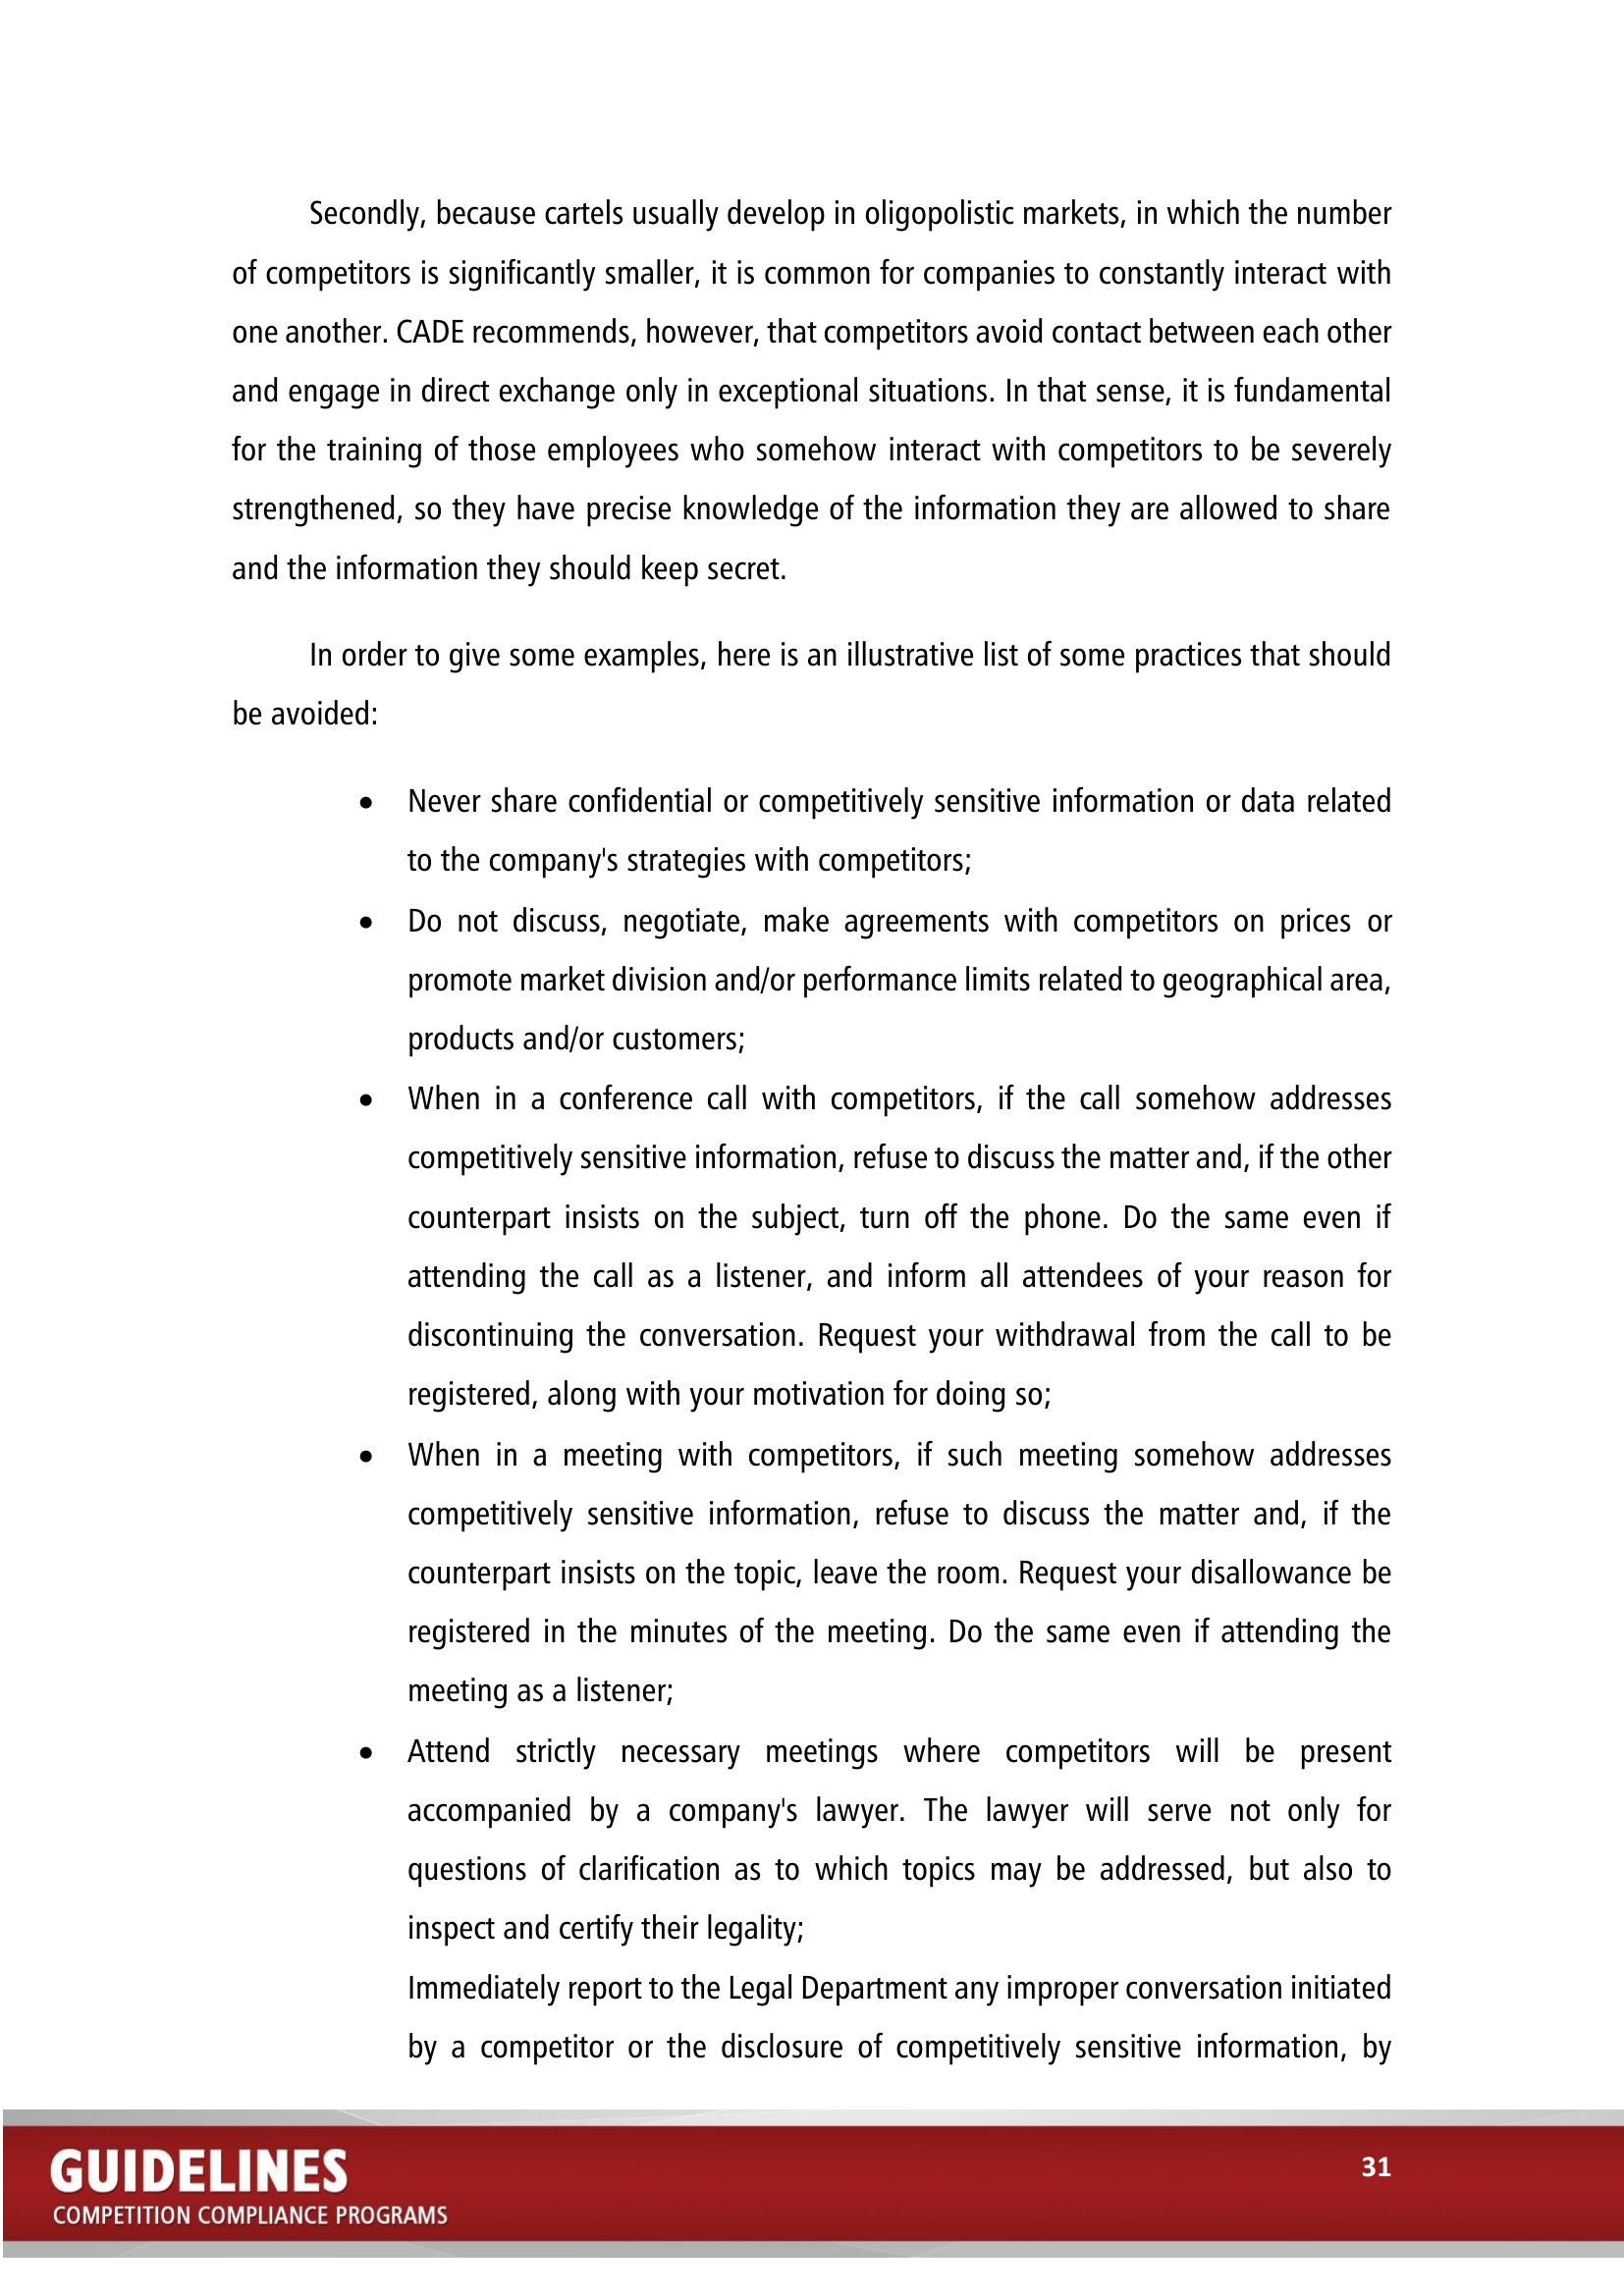 Secondly, because cartels usually develop in oligopolistic markets, in which the number
of competitors is significantly smaller, it is common for companies to constantly interact with
one another. CADE recommends, however, that competitors avoid contact between each other
and engage in direct exchange only in exceptional situations. In that sense, it is fundamental
for the training of those employees who somehow interact with competitors to be severely
strengthened, so they have precise knowledge of the information they are allowed to share
and the information they should keep secret.
In order to give some examples, here is an illustrative list of some practices that should
be avoided:
• Never share confidential or competitively sensitive information or data related
to the company's strategies with competitors;
• Do not discuss, negotiate, make agreements with competitors on prices or
promote market division and/or performance limits related to geographical area,
products and/or customers;
• When in a conference call with competitors, if the call somehow addresses
competitively sensitive information, refuse to discuss the matter and, if the other
counterpart insists on the subject, turn off the phone. Do the same even if
attending the call as a listener, and inform all attendees of your reason for
discontinuing the conversation. Request your withdrawal from the call to be
registered, along with your motivation for doing so;
• When in a meeting with competitors, if such meeting somehow addresses
competitively sensitive information, refuse to discuss the matter and, if the
counterpart insists on the topic, leave the room. Request your disallowance be
registered in the minutes of the meeting. Do the same even if attending the
meeting as a listener;
• Attend strictly necessary meetings where competitors will be present
accompanied by a company's lawyer. The lawyer will serve not only for
questions of clarification as to which topics may be addressed, but also to
inspect and certify their legality;
Immediately report to the Legal Department any improper conversation initiated
by a competitor or the disclosure of competitively sensitive information, by
GUIDELINES
COMPETITION COMPLIANCE PROGRAMS
31